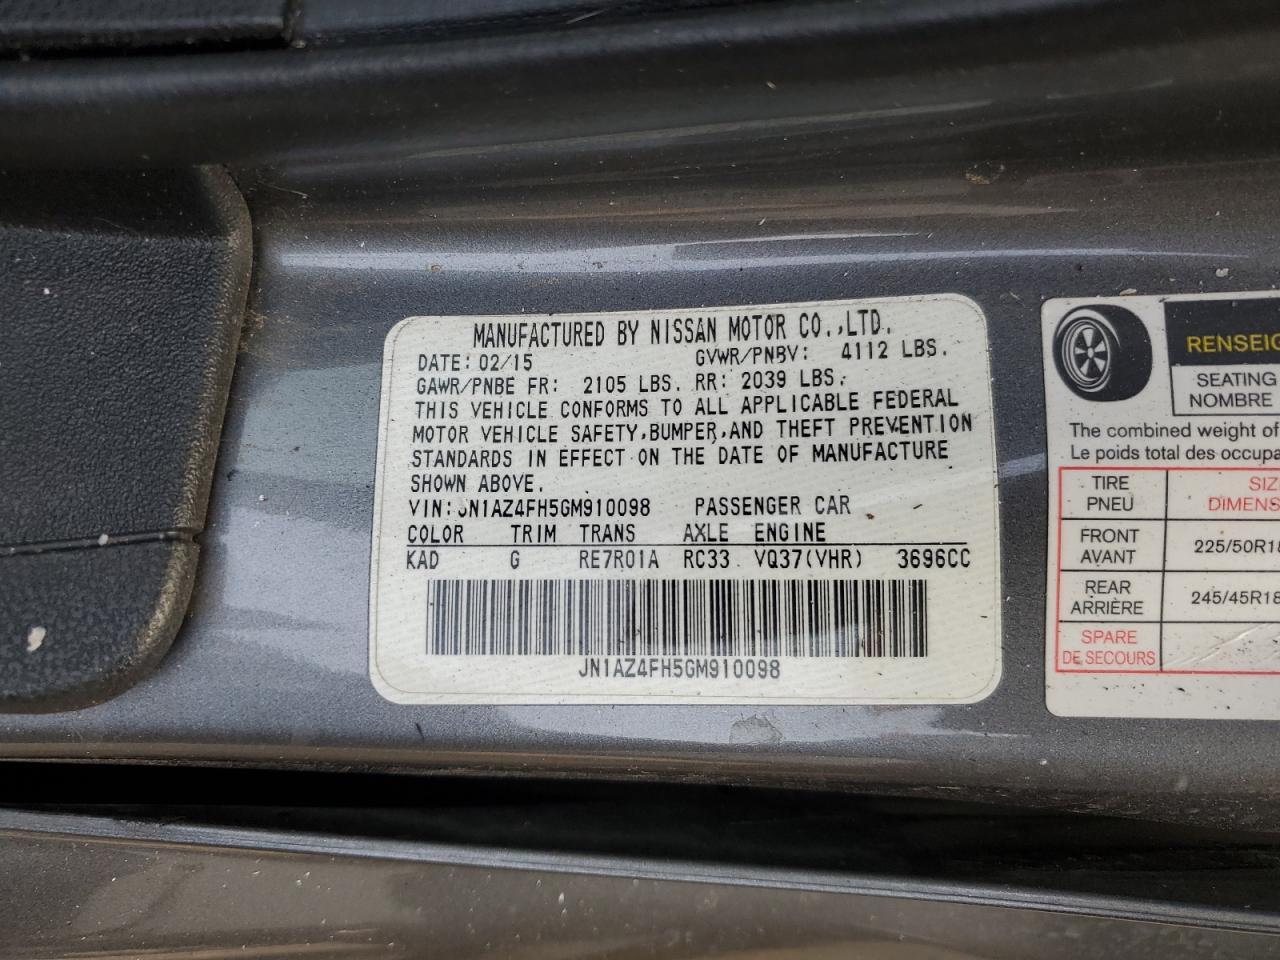 MANUFACTURED BY NISSAN MOTOR CO.,LTD.
DATE: 02/15 GVWR/PNBV: 4112 LBS.
GAWR/PNBE FR: 2105 LBS. RR: 2039 LBS.
THIS VEHICLE CONFORMS TO ALL APPLICABLE FEDERAL
MOTOR VEHICLE SAFETY,BUMPER,AND THEFT PREVENTION
STANDARDS IN EFFECT ON THE DATE OF MANUFACTURE
SHOWN ABOVE.
VIN:JN1AZ4FH5GM910098 PASSENGER CAR
COLOR TRIM TRANS AXLE ENGINE
KAD G RE7R01A RC33 VQ37(VHR) 3696CC
JN1AZ4FH5GM910098
RENSEIG
SEATING
NOMBRE
The combined weight of
Le poids total des occupa
TIRE SIZ
PNEU DIMENS
FRONT
AVANT 225/50R18
REAR
ARRIÈRE 245/45R18
SPARE
DE SECOURS